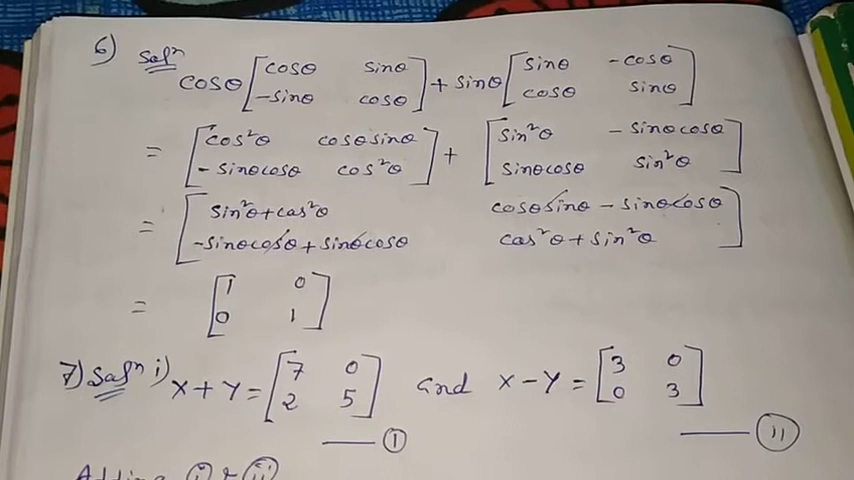 6) Solⁿ
cosθ [cosθ sinθ; -sinθ cosθ] + sinθ [sinθ -cosθ; cosθ sinθ]
= [cos²θ cosθsinθ; -sinθcosθ cos²θ] + [sin²θ -sinθcosθ; sinθcosθ sin²θ]
= [sin²θ+cos²θ cosθsinθ - sinθcosθ; -sinθcosθ + sinθcosθ cos²θ + sin²θ]
= [1 0; 0 1]
7) Solⁿ i) X+Y = [7 0; 2 5] and X-Y = [3 0; 0 3]
—— (i) —— (ii)
Adding (i) & (ii)